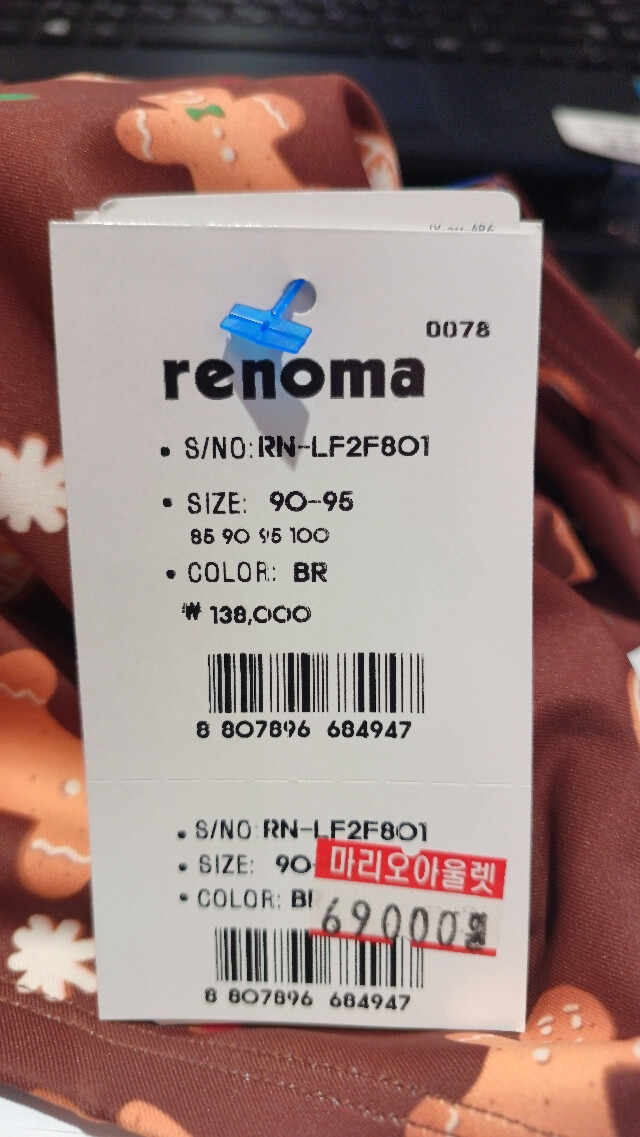 0078
renoma
• S/NO: RN-LF2F801
• SIZE: 90-95
85 90 95 100
• COLOR: BR
₩ 138,000
8 807896 684947
• S/NO: RN-LF2F801
• SIZE: 90-
마리오아울렛
• COLOR: BR
69000원
8 807896 684947